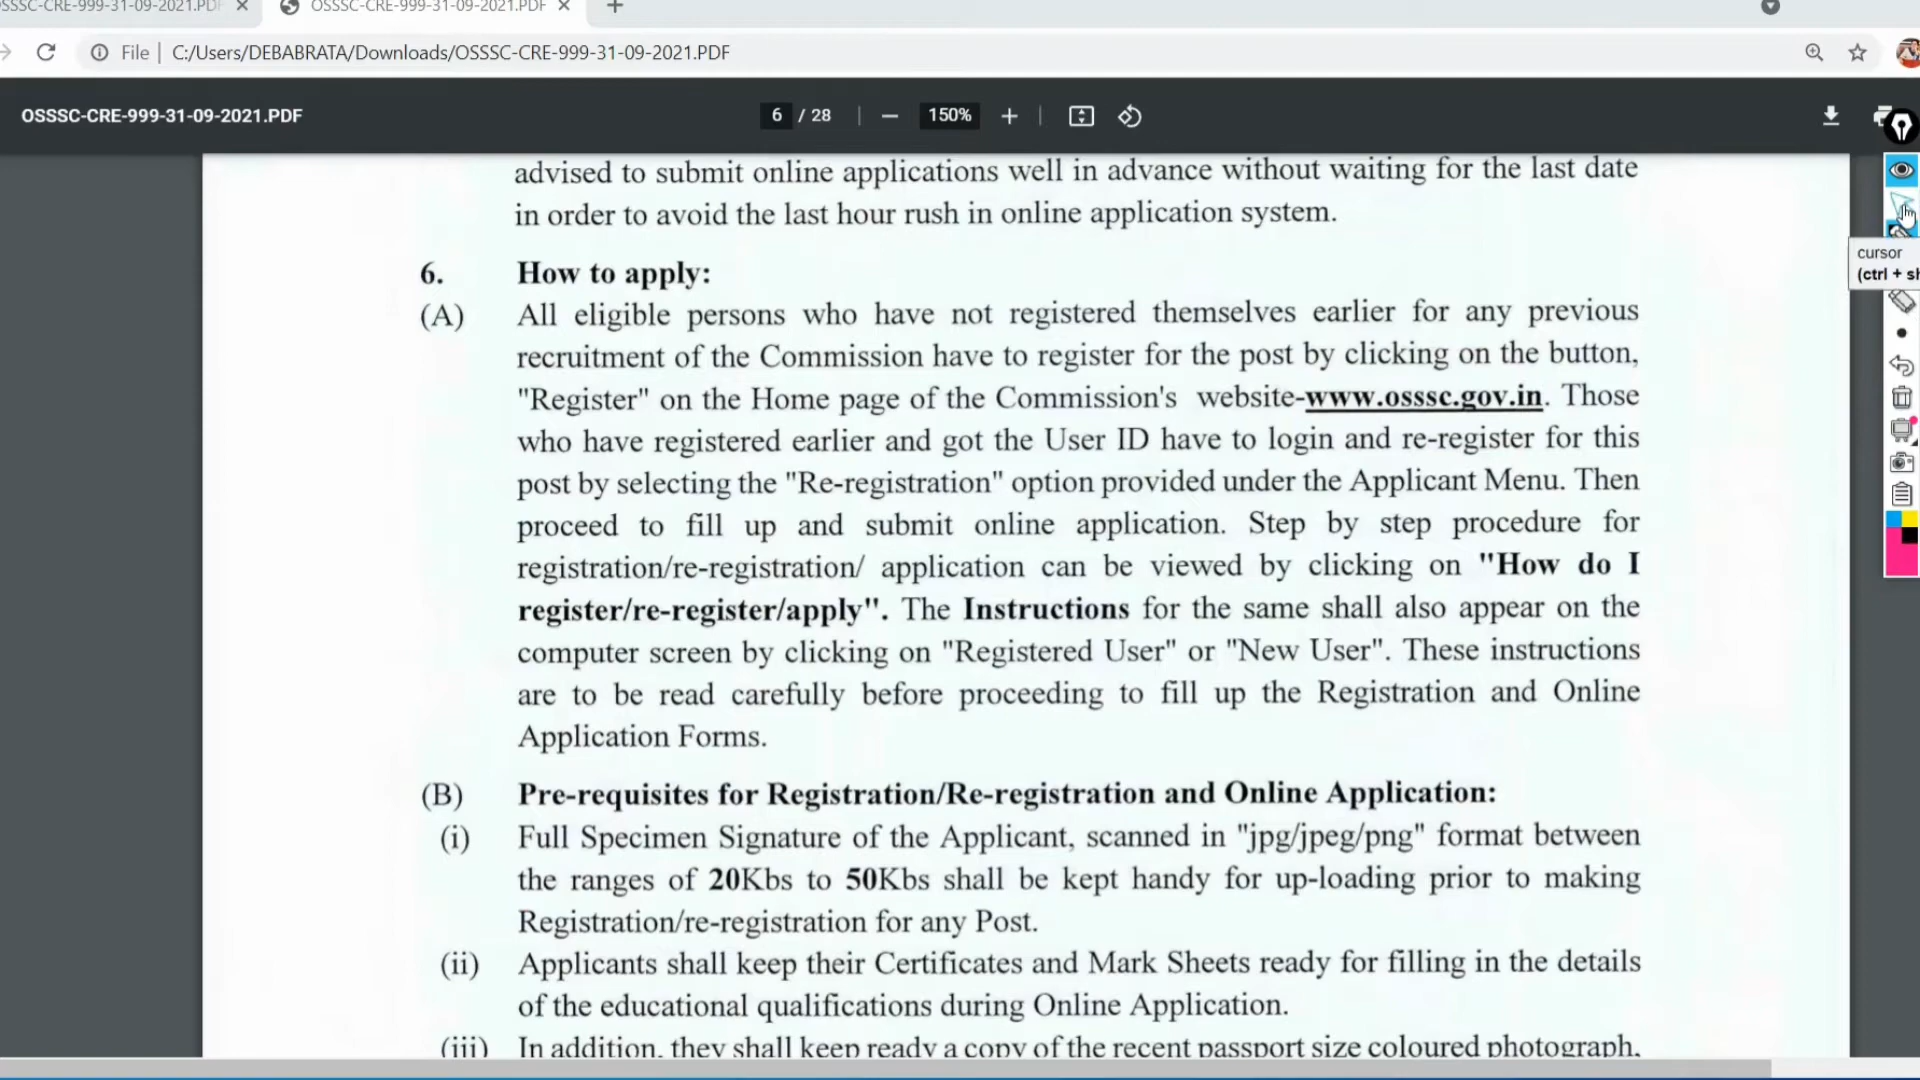 SSSC-CRE-999-31-09-2021.PDF
OSSSC-CRE-999-31-09-2021.PDF
File
C:/Users/DEBABRATA/Downloads/OSSSC-CRE-999-31-09-2021.PDF
OSSSC-CRE-999-31-09-2021.PDF
6 / 28
150%
cursor
(ctrl + sh
advised to submit online applications well in advance without waiting for the last date
in order to avoid the last hour rush in online application system.
6. How to apply:
(A) All eligible persons who have not registered themselves earlier for any previous
recruitment of the Commission have to register for the post by clicking on the button,
"Register" on the Home page of the Commission's website-www.osssc.gov.in. Those
who have registered earlier and got the User ID have to login and re-register for this
post by selecting the "Re-registration" option provided under the Applicant Menu. Then
proceed to fill up and submit online application. Step by step procedure for
registration/re-registration/ application can be viewed by clicking on "How do I
register/re-register/apply". The Instructions for the same shall also appear on the
computer screen by clicking on "Registered User" or "New User". These instructions
are to be read carefully before proceeding to fill up the Registration and Online
Application Forms.
(B) Pre-requisites for Registration/Re-registration and Online Application:
(i) Full Specimen Signature of the Applicant, scanned in "jpg/jpeg/png" format between
the ranges of 20Kbs to 50Kbs shall be kept handy for up-loading prior to making
Registration/re-registration for any Post.
(ii) Applicants shall keep their Certificates and Mark Sheets ready for filling in the details
of the educational qualifications during Online Application.
(iii) In addition, they shall keep ready a copy of the recent passport size coloured photograph,